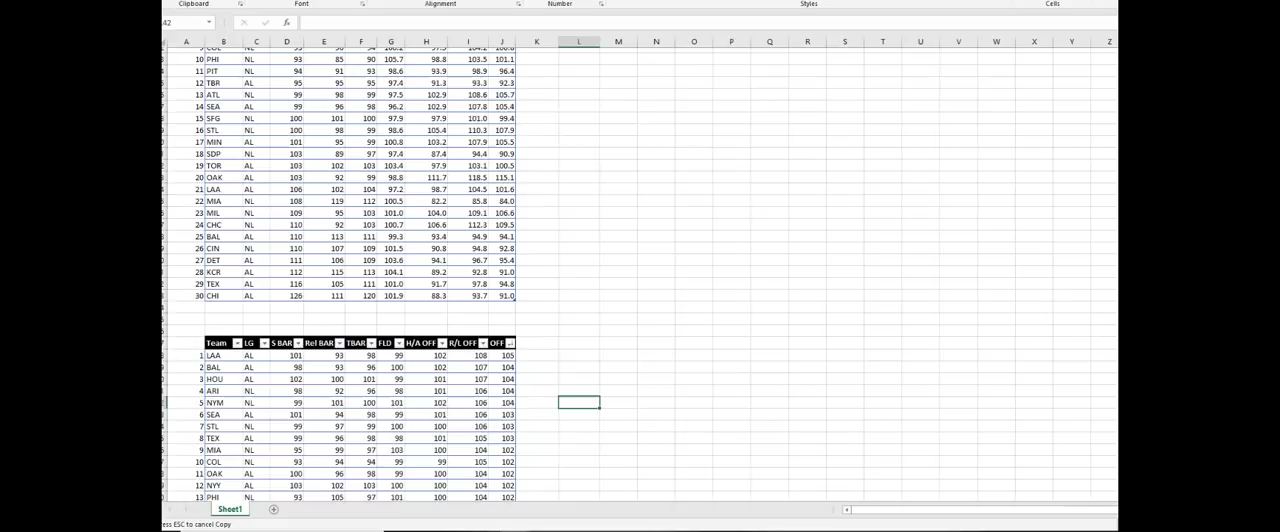 Clipboard Font Alignment Number Styles Cells
42
A B C D E F G H I J K L M N O P Q R S T U V W X Y Z
10 PHI NL 93 85 90 105.7 98.8 103.5 101.1
11 PIT NL 94 91 93 98.6 93.9 98.9 96.4
12 TBR AL 95 95 95 97.4 91.3 93.3 92.3
13 ATL NL 99 98 99 97.5 102.9 108.6 105.7
14 SEA AL 99 96 98 96.2 102.9 107.8 105.4
15 SFG NL 100 101 100 97.9 97.9 101.0 99.4
16 STL NL 100 98 99 98.6 105.4 110.3 107.9
17 MIN AL 101 95 99 100.8 103.2 107.9 105.5
18 SDP NL 103 89 97 97.4 87.4 94.4 90.9
19 TOR AL 103 102 103 103.4 97.9 103.1 100.5
20 OAK AL 103 92 99 98.8 111.7 118.5 115.1
21 LAA AL 106 102 104 97.2 98.7 104.5 101.6
22 MIA NL 108 119 112 100.5 82.2 85.8 84.0
23 MIL NL 109 95 103 101.0 104.0 109.1 106.6
24 CHC NL 110 92 103 100.7 106.6 112.3 109.5
25 BAL AL 110 113 111 99.3 93.4 94.9 94.1
26 CIN NL 110 107 109 101.5 90.8 94.8 92.8
27 DET AL 111 106 109 103.6 94.1 96.7 95.4
28 KCR AL 112 115 113 104.1 89.2 92.8 91.0
29 TEX AL 116 105 111 101.0 91.7 97.8 94.8
30 CHI AL 126 111 120 101.9 88.3 93.7 91.0
Team LG S BAR Rel BAR TBAR FLD H/A OFF R/L OFF OFF
1 LAA AL 101 93 98 99 102 108 105
2 BAL AL 98 93 96 100 102 107 104
3 HOU AL 102 100 101 99 101 107 104
4 ARI NL 98 92 96 98 101 106 104
5 NYM NL 99 101 100 101 102 106 104
6 SEA AL 101 94 98 99 101 106 103
7 STL NL 99 97 99 100 100 106 103
8 TEX AL 99 96 98 98 101 105 103
9 MIA NL 95 99 97 103 100 104 102
10 COL NL 93 94 94 99 99 105 102
11 OAK AL 100 96 98 99 100 104 102
12 NYY AL 103 102 103 100 100 104 102
13 PHI NL 93 105 97 101 100 104 102
Sheet1
ress ESC to cancel Copy